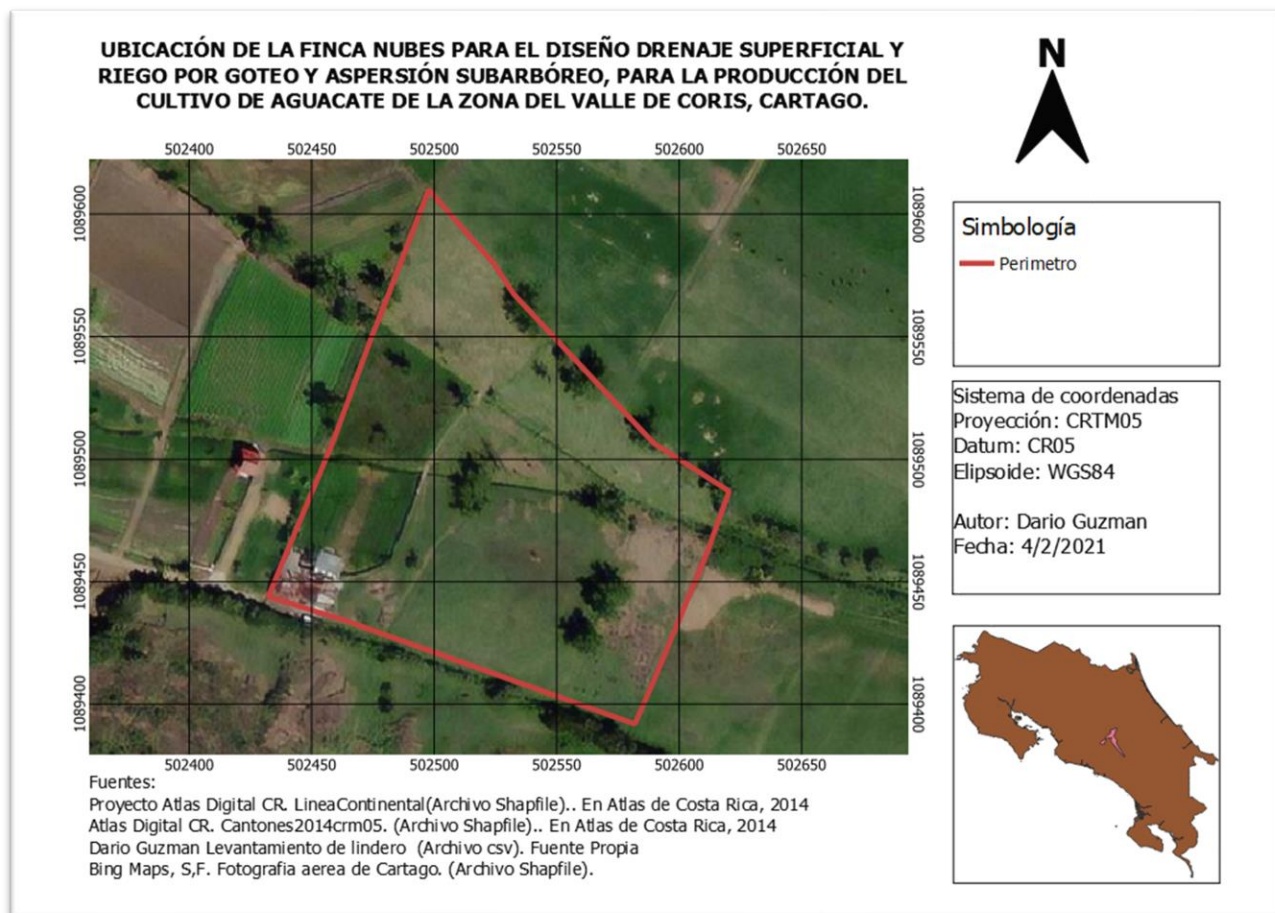 UBICACIÓN DE LA FINCA NUBES PARA EL DISEÑO DRENAJE SUPERFICIAL Y
RIEGO POR GOTEO Y ASPERSIÓN SUBARBÓREO, PARA LA PRODUCCIÓN DEL
CULTIVO DE AGUACATE DE LA ZONA DEL VALLE DE CORIS, CARTAGO.
N
502400 502450 502500 502550 502600 502650
1089600 1089600
1089550 1089550
1089500 1089500
1089450 1089450
1089400 1089400
502400 502450 502500 502550 502600 502650
Simbología
Perimetro
Sistema de coordenadas
Proyección: CRTM05
Datum: CR05
Elipsoide: WGS84
Autor: Dario Guzman
Fecha: 4/2/2021
Fuentes:
Proyecto Atlas Digital CR. LineaContinental(Archivo Shapfile).. En Atlas de Costa Rica, 2014
Atlas Digital CR. Cantones2014crm05. (Archivo Shapfile).. En Atlas de Costa Rica, 2014
Dario Guzman Levantamiento de lindero (Archivo csv). Fuente Propia
Bing Maps, S,F. Fotografia aerea de Cartago. (Archivo Shapfile).